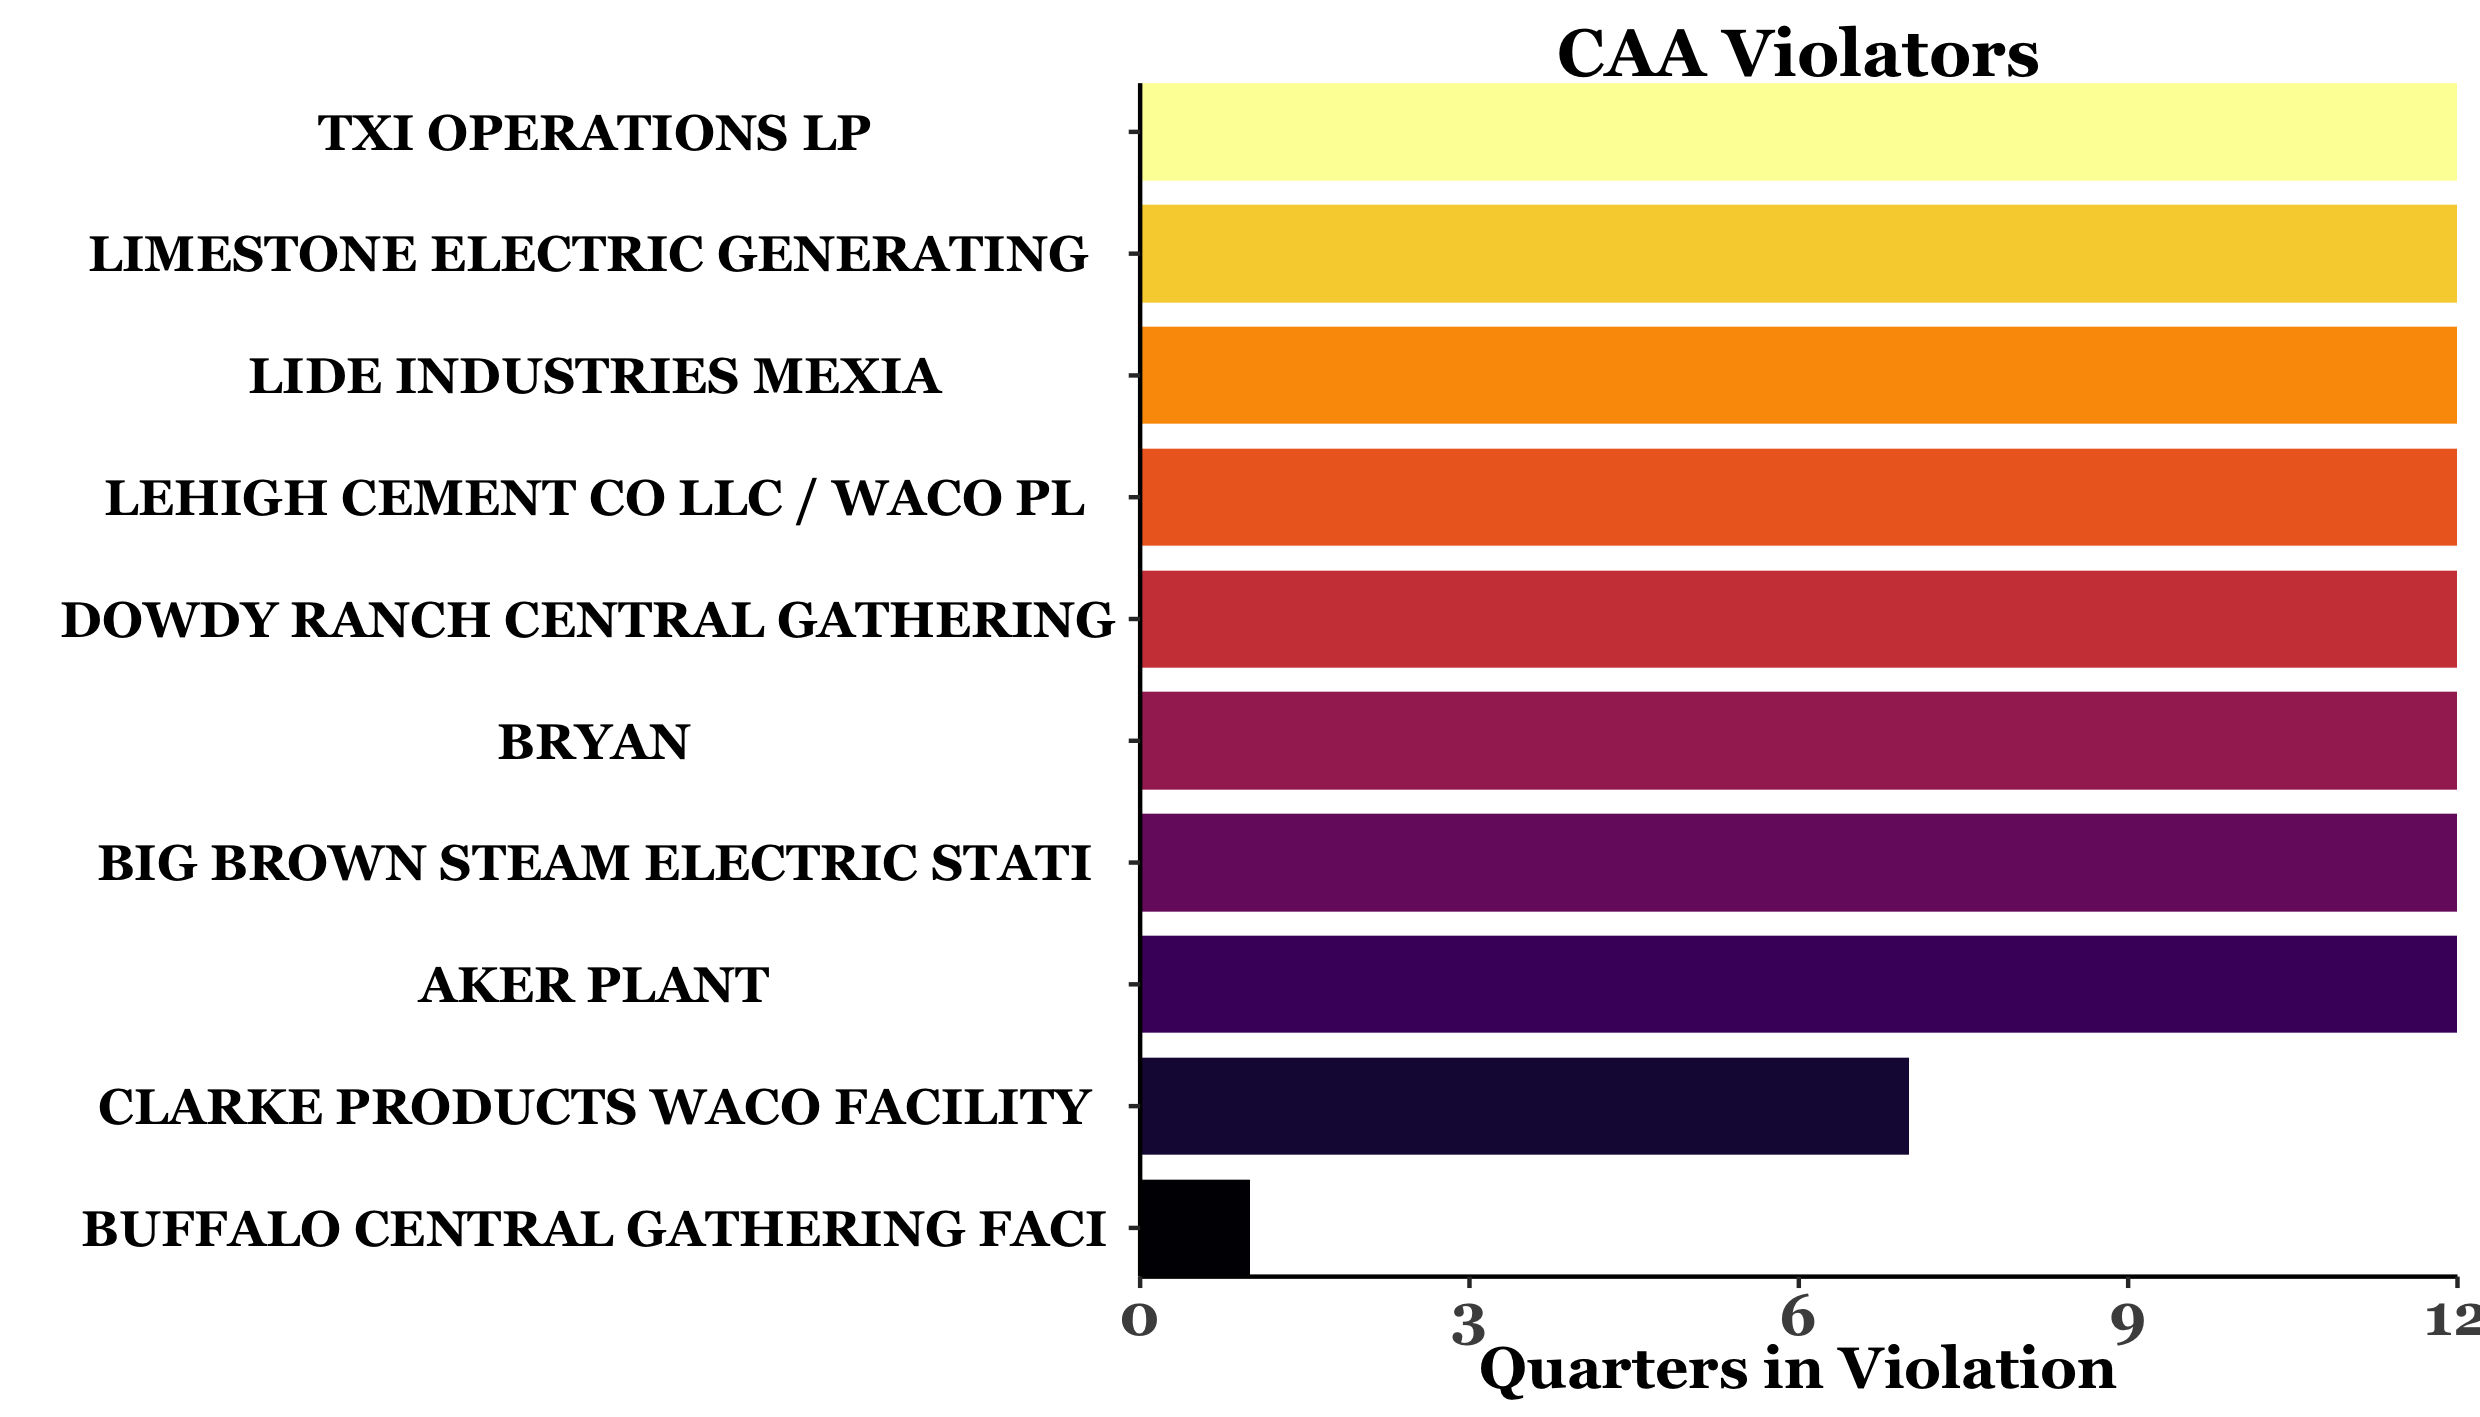 CAA Violators
TXI OPERATIONS LP
LIMESTONE ELECTRIC GENERATING
LIDE INDUSTRIES MEXIA
LEHIGH CEMENT CO LLC / WACO PL
DOWDY RANCH CENTRAL GATHERING
BRYAN
BIG BROWN STEAM ELECTRIC STATI
AKER PLANT
CLARKE PRODUCTS WACO FACILITY
BUFFALO CENTRAL GATHERING FACI
0 3 6 9 12
Quarters in Violation